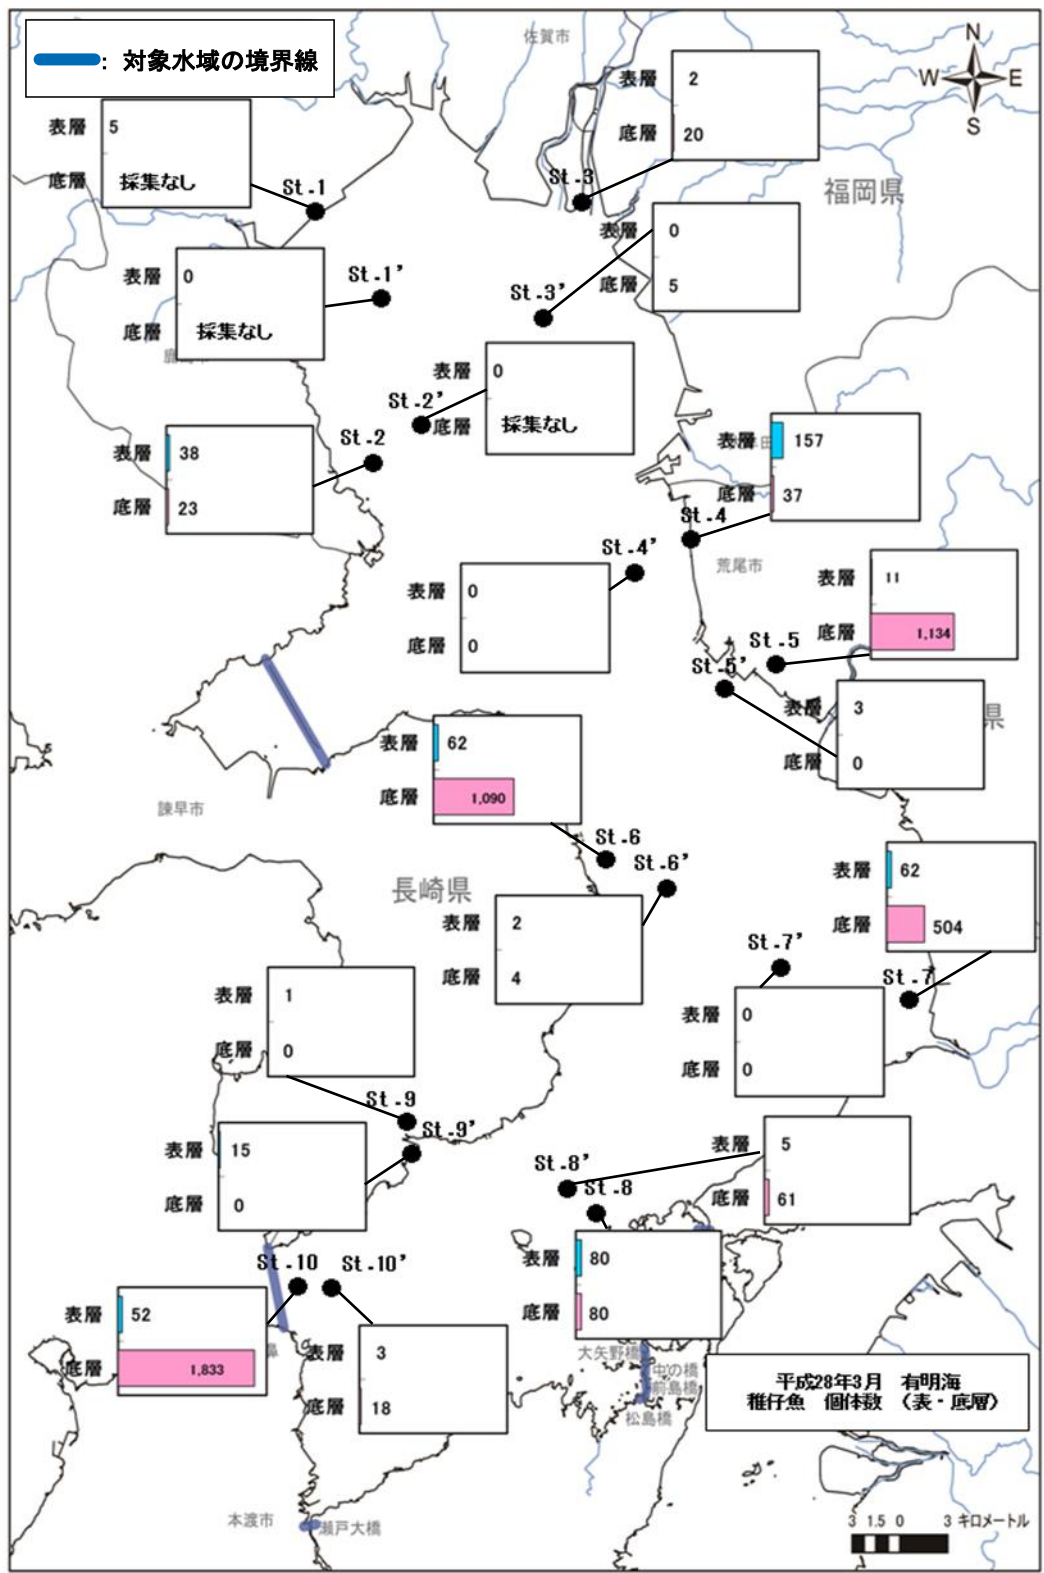 : 対象水域の境界線
佐賀市
N
W E
S
表層 2
底層 20
St.3
福岡県
表層 5
底層 採集なし
St.1
表層 0
底層 5
St.3'
表層 0
底層 採集なし
St.1'
表層 0
底層 採集なし
St.2'
表層 38
底層 23
St.2
表層 157
底層 37
St.4
荒尾市
表層 0
底層 0
St.4'
表層 11
底層 1,134
St.5
表層 3
底層 0
St.5'
県
表層 62
底層 1,090
St.6
諫早市
長崎県
表層 2
底層 4
St.6'
表層 62
底層 504
St.7
表層 0
底層 0
St.7'
表層 1
底層 0
St.9
表層 15
底層 0
St.9'
表層 5
底層 61
St.8'
表層 80
底層 80
St.8
表層 52
底層 1,833
St.10
表層 3
底層 18
St.10'
鼻
大矢野橋
中の橋
前島橋
松島橋
平成28年3月 有明海
稚仔魚 個体数 (表・底層)
本渡市
瀬戸大橋
3 1.5 0 3 キロメートル